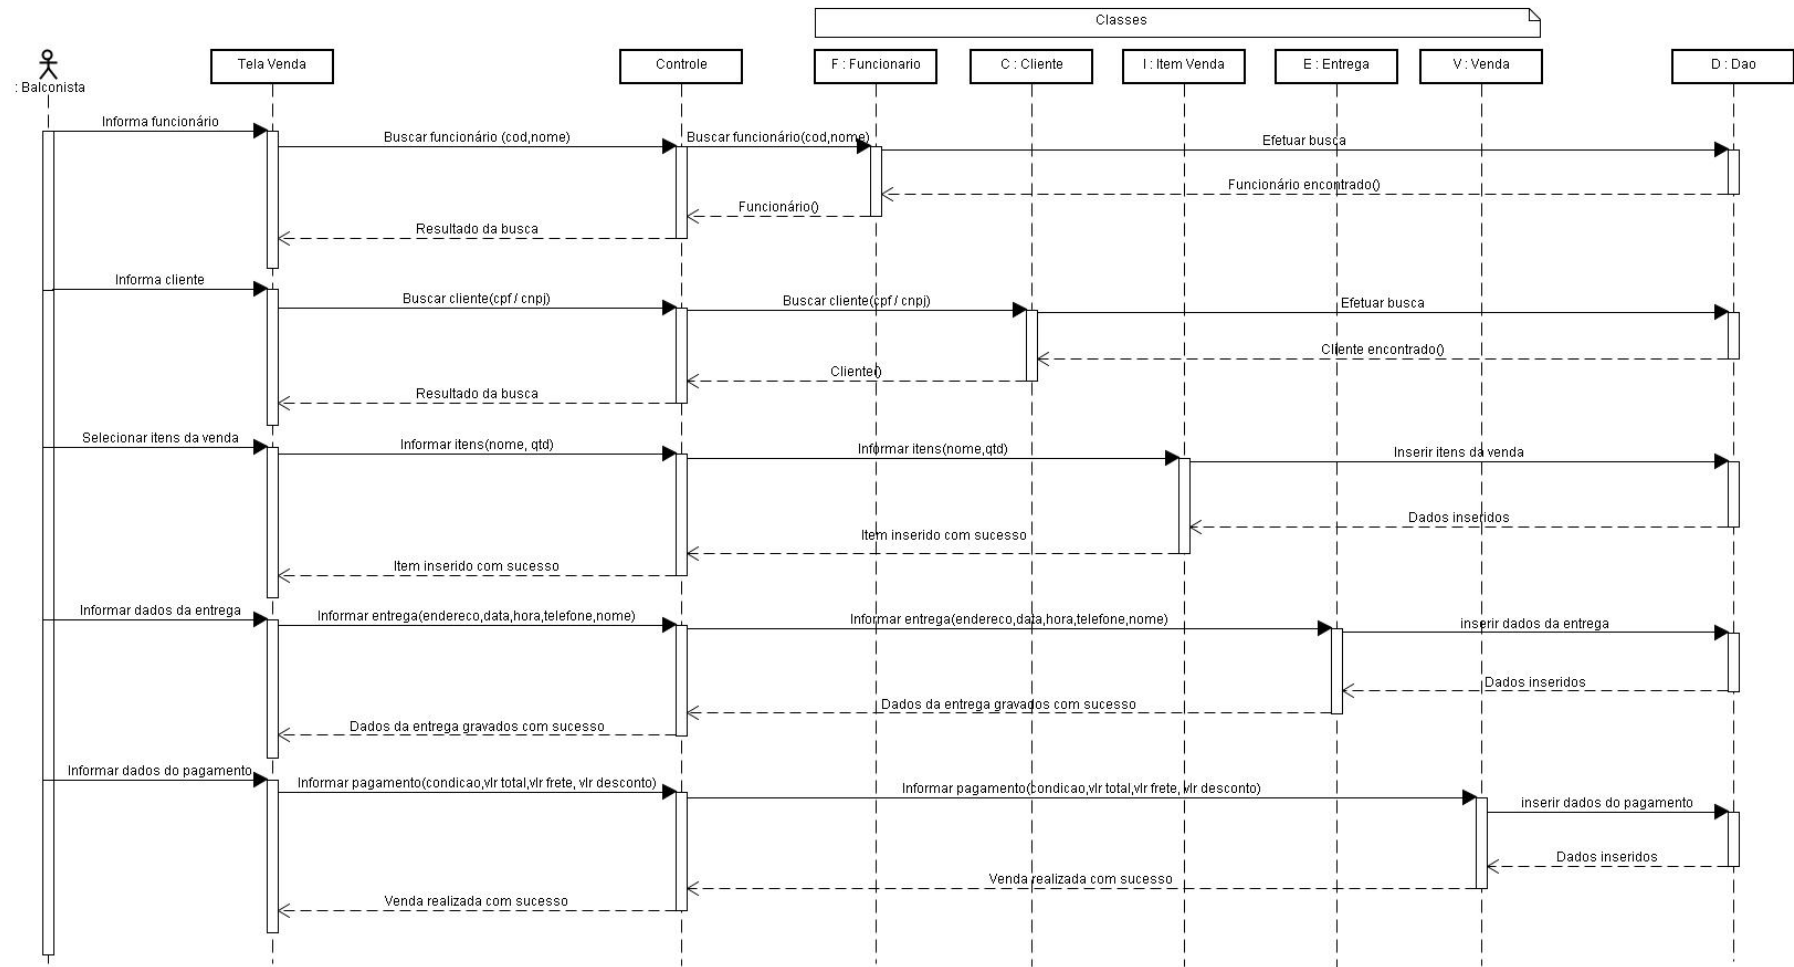 Classes
: Balconista
Tela Venda
Controle
F : Funcionario
C : Cliente
I : Item Venda
E : Entrega
V : Venda
D : Dao
Informa funcionário
Buscar funcionário (cod,nome)
Buscar funcionário(cod,nome)
Efetuar busca
Funcionário encontrado()
Funcionário()
Resultado da busca
Informa cliente
Buscar cliente(cpf / cnpj)
Buscar cliente(cpf / cnpj)
Efetuar busca
Cliente encontrado()
Cliente()
Resultado da busca
Selecionar itens da venda
Informar itens(nome, qtd)
Informar itens(nome,qtd)
Inserir itens da venda
Dados inseridos
Item inserido com sucesso
Item inserido com sucesso
Informar dados da entrega
Informar entrega(endereco,data,hora,telefone,nome)
Informar entrega(endereco,data,hora,telefone,nome)
inserir dados da entrega
Dados inseridos
Dados da entrega gravados com sucesso
Dados da entrega gravados com sucesso
Informar dados do pagamento
Informar pagamento(condicao,vlr total,vlr frete, vlr desconto)
Informar pagamento(condicao,vlr total,vlr frete, vlr desconto)
inserir dados do pagamento
Dados inseridos
Venda realizada com sucesso
Venda realizada com sucesso